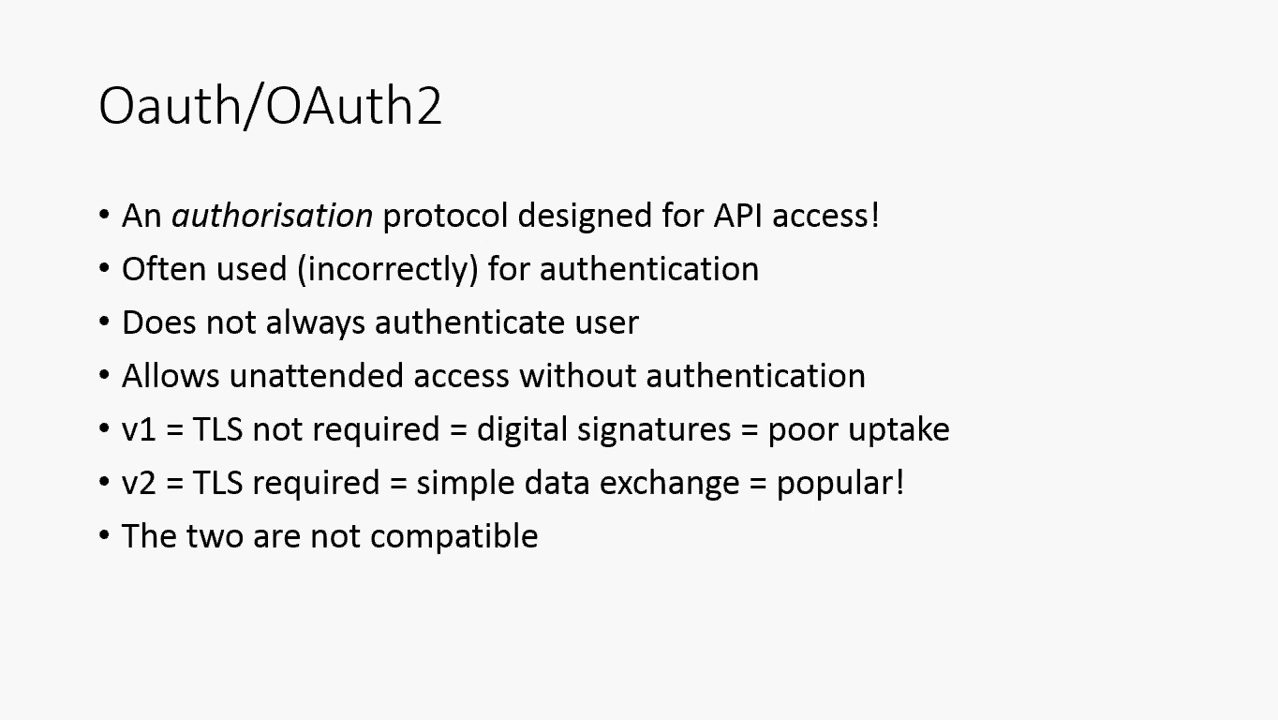 Oauth/OAuth2
• An authorisation protocol designed for API access!
• Often used (incorrectly) for authentication
• Does not always authenticate user
• Allows unattended access without authentication
• v1 = TLS not required = digital signatures = poor uptake
• v2 = TLS required = simple data exchange = popular!
• The two are not compatible